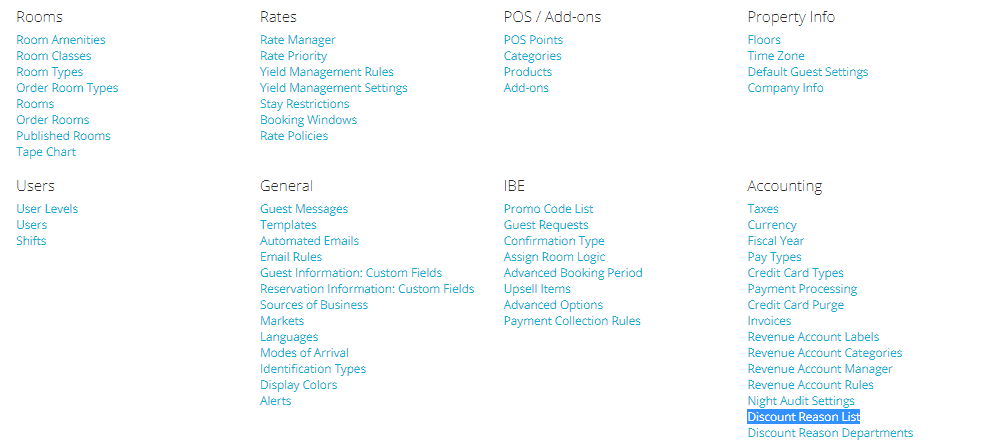 Rooms
Room Amenities
Room Classes
Room Types
Order Room Types
Rooms
Order Rooms
Published Rooms
Tape Chart
Rates
Rate Manager
Rate Priority
Yield Management Rules
Yield Management Settings
Stay Restrictions
Booking Windows
Rate Policies
POS / Add-ons
POS Points
Categories
Products
Add-ons
Property Info
Floors
Time Zone
Default Guest Settings
Company Info
Users
User Levels
Users
Shifts
General
Guest Messages
Templates
Automated Emails
Email Rules
Guest Information: Custom Fields
Reservation Information: Custom Fields
Sources of Business
Markets
Languages
Modes of Arrival
Identification Types
Display Colors
Alerts
IBE
Promo Code List
Guest Requests
Confirmation Type
Assign Room Logic
Advanced Booking Period
Upsell Items
Advanced Options
Payment Collection Rules
Accounting
Taxes
Currency
Fiscal Year
Pay Types
Credit Card Types
Payment Processing
Credit Card Purge
Invoices
Revenue Account Labels
Revenue Account Categories
Revenue Account Manager
Revenue Account Rules
Night Audit Settings
Discount Reason List
Discount Reason Departments